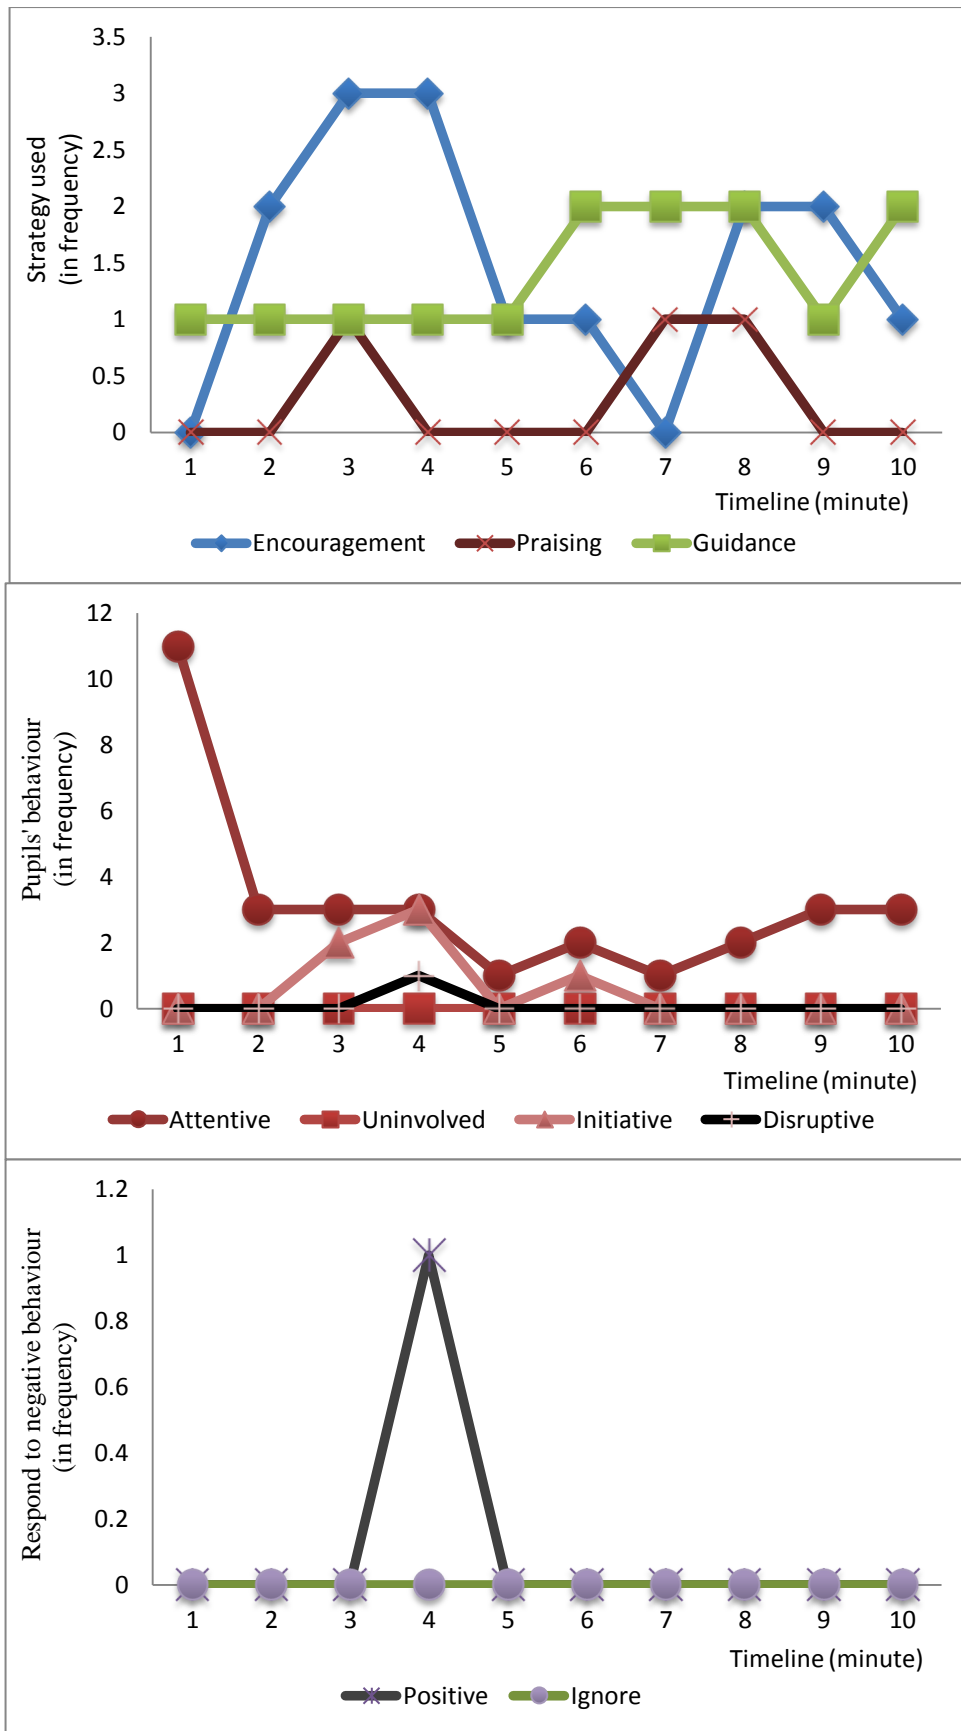 3.5
3
2.5
2
1.5
1
0.5
0
Strategy used
(in frequency)
1 2 3 4 5 6 7 8 9 10
Timeline (minute)
Encouragement Praising Guidance
12
10
8
6
4
2
0
Pupils' behaviour
(in frequency)
1 2 3 4 5 6 7 8 9 10
Timeline (minute)
Attentive Uninvolved Initiative Disruptive
1.2
1
0.8
0.6
0.4
0.2
0
Respond to negative behaviour
(in frequency)
1 2 3 4 5 6 7 8 9 10
Timeline (minute)
Positive Ignore